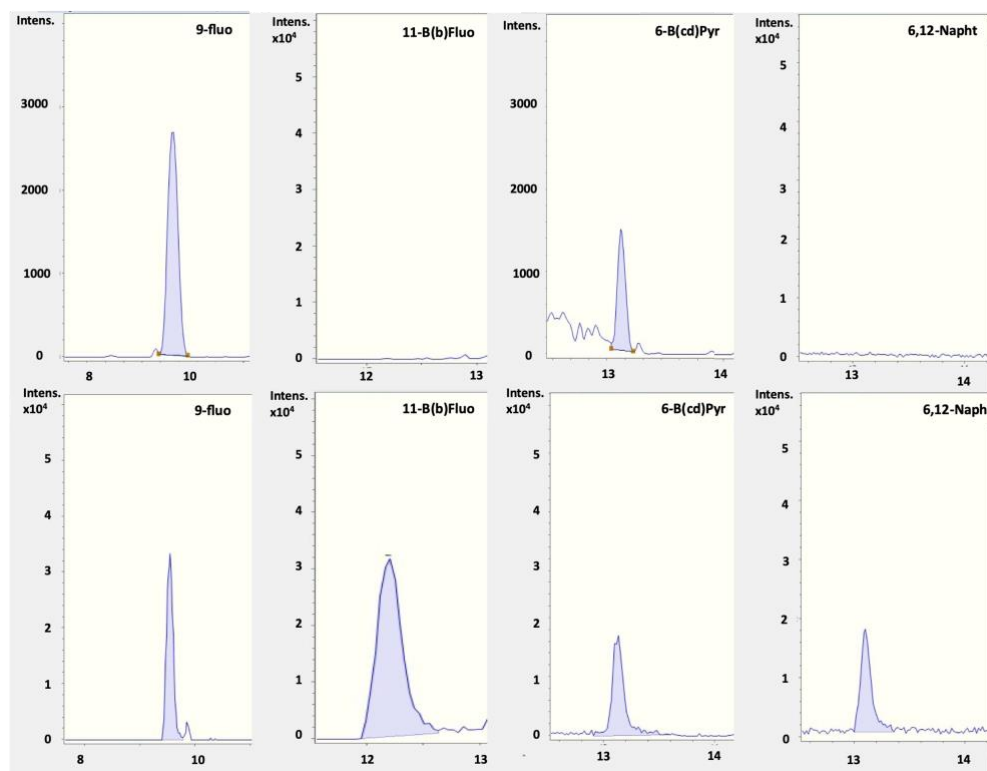 Intens.
9-fluo
3000
2000
1000
0
8 10
Intens.
x10⁴
11-B(b)Fluo
5
4
3
2
1
0
12 13
Intens.
6-B(cd)Pyr
3000
2000
1000
0
13 14
Intens.
x10⁴
6,12-Napht
5
4
3
2
1
0
13 14
Intens.
x10⁴
9-fluo
5
4
3
2
1
0
8 10
Intens.
x10⁴
11-B(b)Fluo
5
4
3
2
1
0
12 13
Intens.
x10⁴
6-B(cd)Pyr
5
4
3
2
1
0
13 14
Intens.
x10⁴
6,12-Naph
5
4
3
2
1
0
13 14